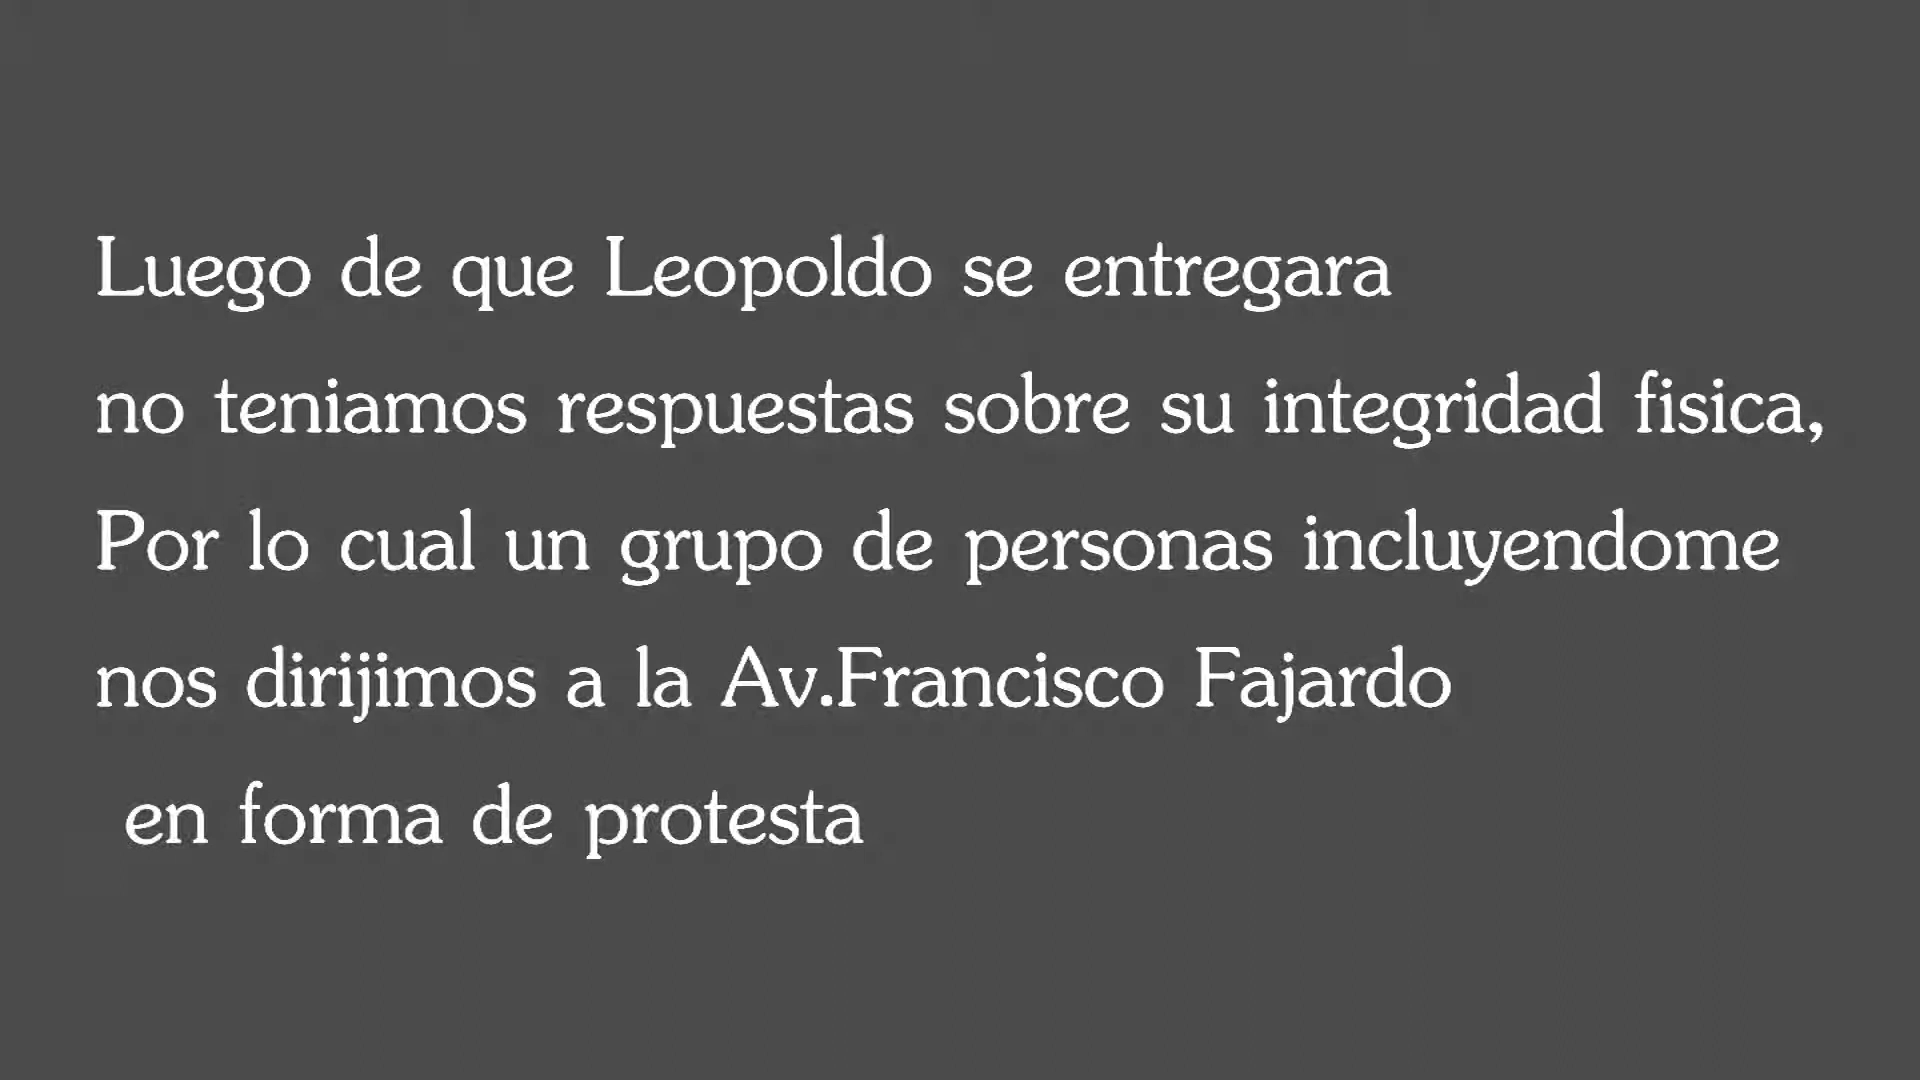 Luego de que Leopoldo se entregara
no teniamos respuestas sobre su integridad fisica,
Por lo cual un grupo de personas incluyendome
nos dirijimos a la Av.Francisco Fajardo
en forma de protesta